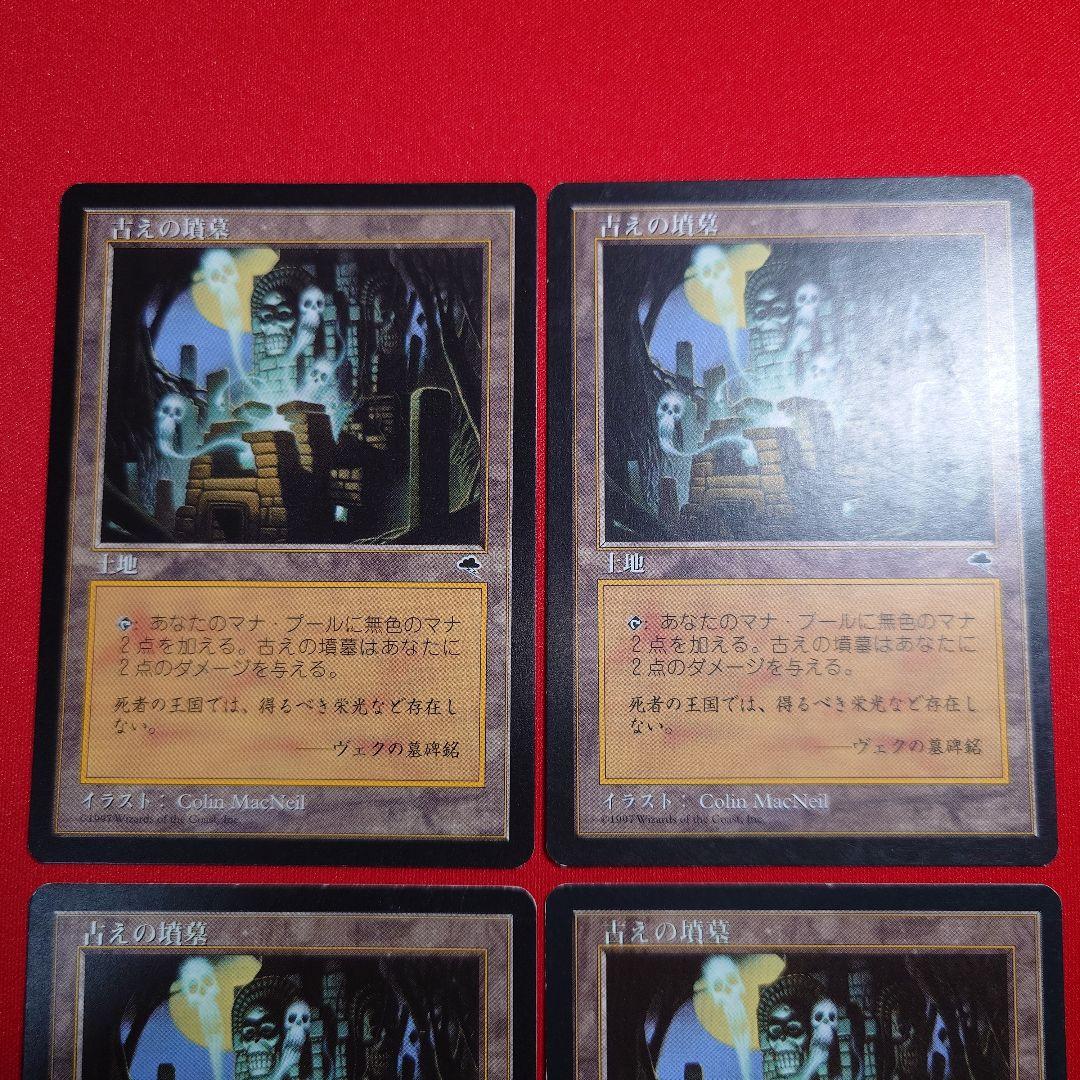 古えの墳墓
土地
: あなたのマナ・プールに無色のマナ
2点を加える。古えの墳墓はあなたに
2点のダメージを与える。
死者の王国では、得るべき栄光など存在し
ない。
――ヴェクの墓碑銘
イラスト： Colin MacNeil
©1997 Wizards of the Coast, Inc.
古えの墳墓
土地
: あなたのマナ・プールに無色のマナ
2点を加える。古えの墳墓はあなたに
2点のダメージを与える。
死者の王国では、得るべき栄光など存在し
ない。
――ヴェクの墓碑銘
イラスト： Colin MacNeil
©1997 Wizards of the Coast, Inc.
古えの墳墓
古えの墳墓